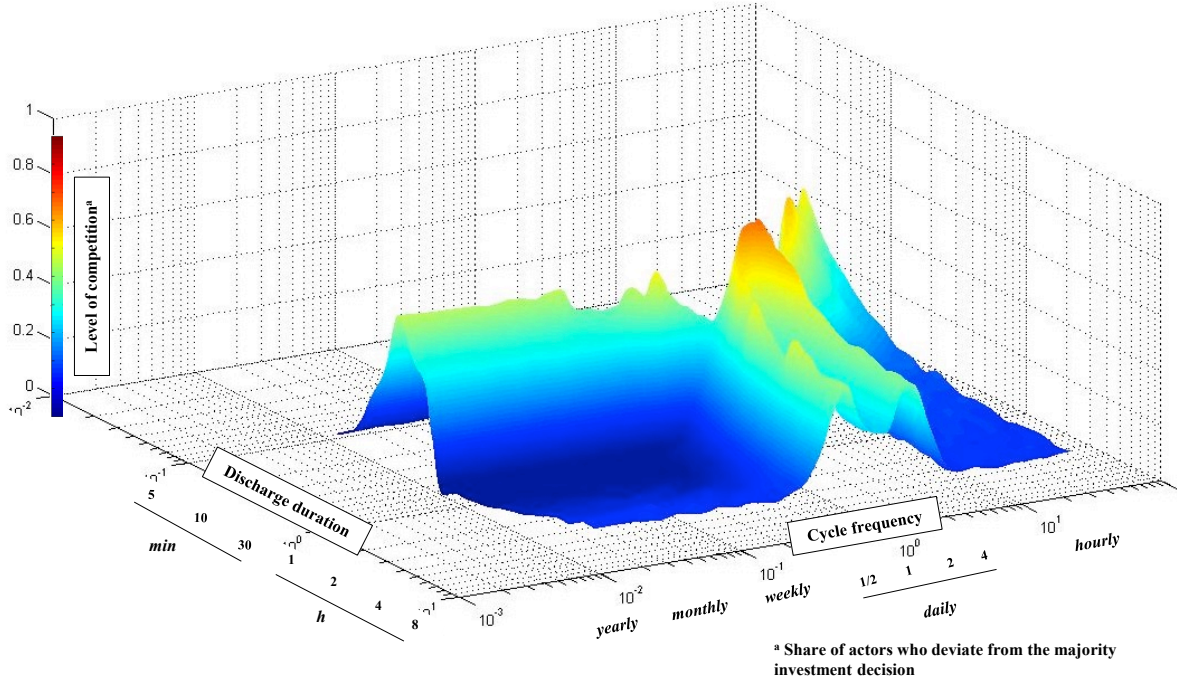 1
0.8
0.6
0.4
0.2
0
Level of competitionª
10⁻¹
Discharge duration
5
10
30
min
1
2
4
8
h
10⁻³
10⁻²
10⁻¹
10⁰
10¹
Cycle frequency
yearly
monthly
weekly
1/2
1
2
4
daily
hourly
ª Share of actors who deviate from the majority
investment decision